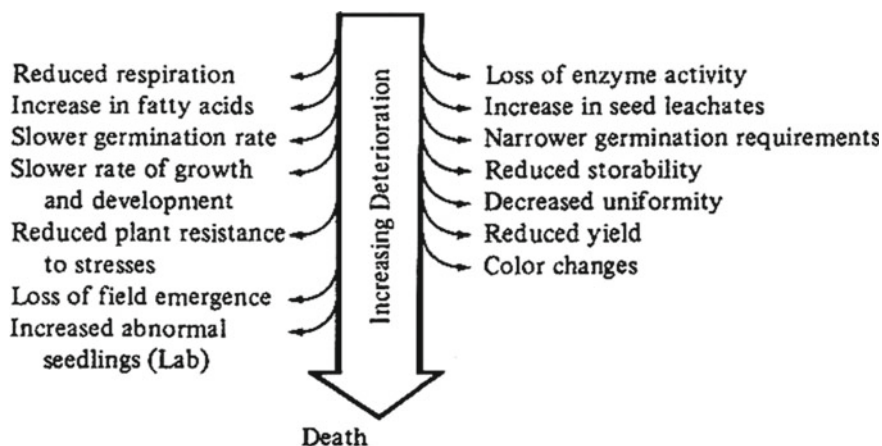 Reduced respiration
Increase in fatty acids
Slower germination rate
Slower rate of growth
and development
Reduced plant resistance
to stresses
Loss of field emergence
Increased abnormal
seedlings (Lab)
Increasing Deterioration
Loss of enzyme activity
Increase in seed leachates
Narrower germination requirements
Reduced storability
Decreased uniformity
Reduced yield
Color changes
Death